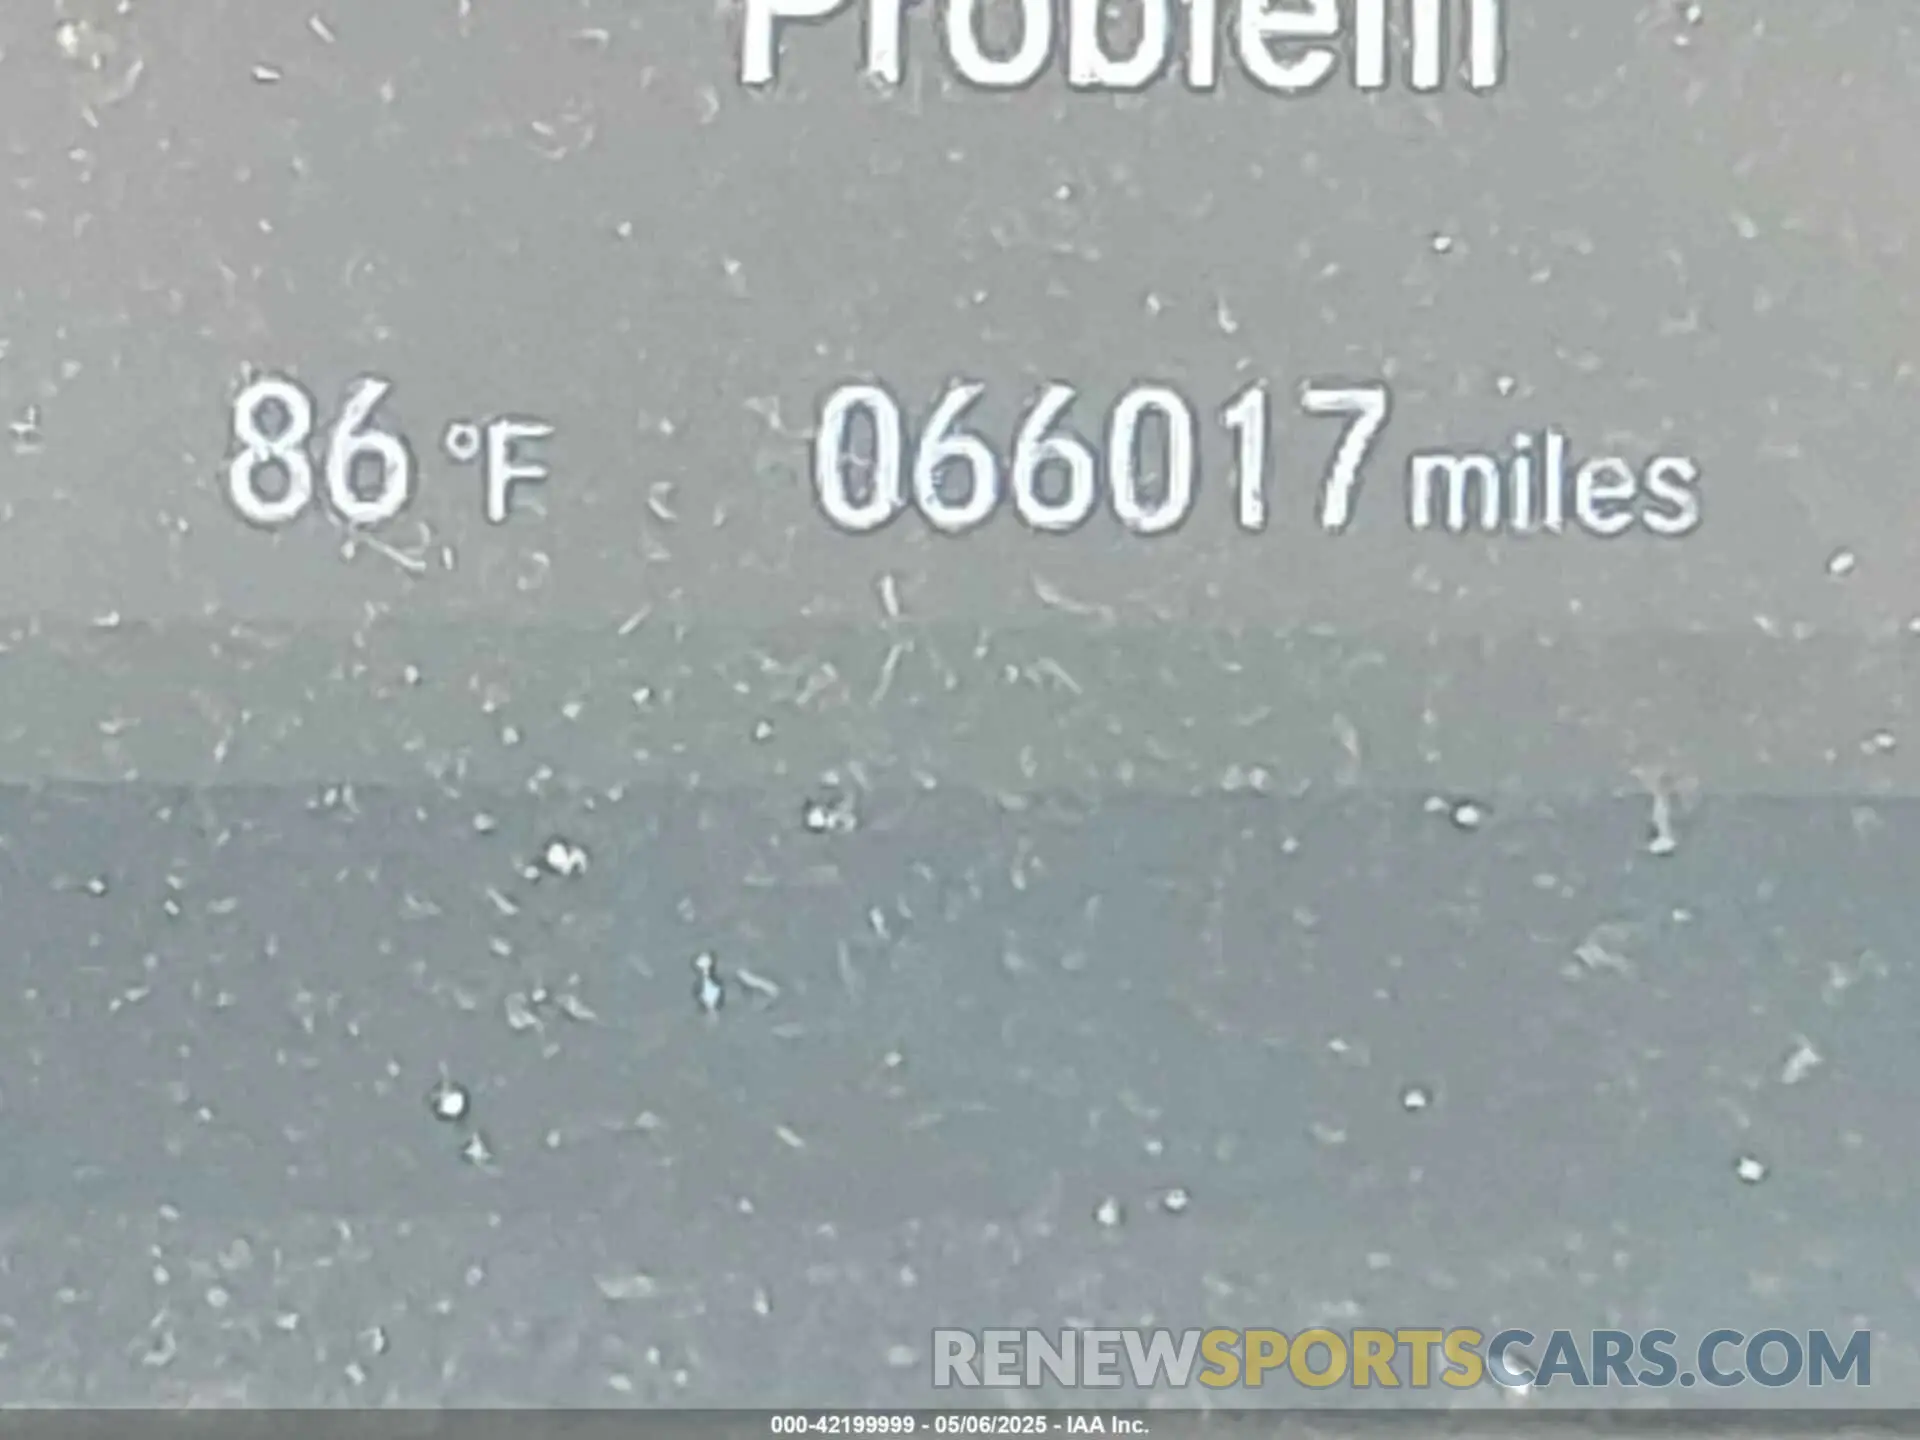 Problem
86 °F 066017 miles
RENEWSPORTSCARS.COM
000-42199999 - 05/06/2025 - IAA Inc.